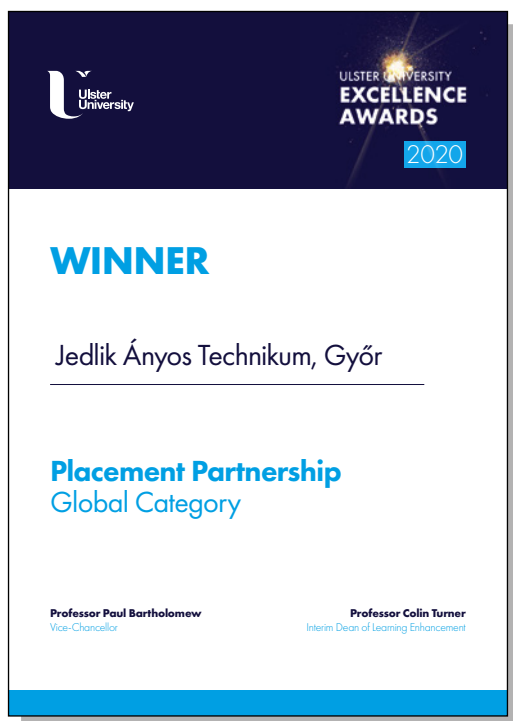 Ulster
University
ULSTER UNIVERSITY
EXCELLENCE
AWARDS
2020
WINNER
Jedlik Ányos Technikum, Győr
Placement Partnership
Global Category
Professor Paul Bartholomew
Vice-Chancellor
Professor Colin Turner
Interim Dean of Learning Enhancement